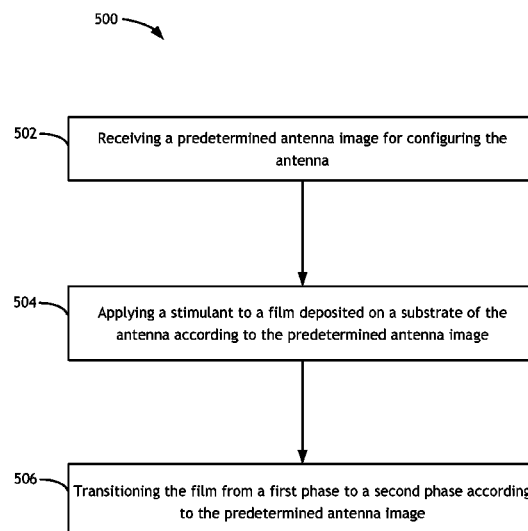 500
502
Receiving a predetermined antenna image for configuring the
antenna
504
Applying a stimulant to a film deposited on a substrate of the
antenna according to the predetermined antenna image
506
Transitioning the film from a first phase to a second phase according
to the predetermined antenna image